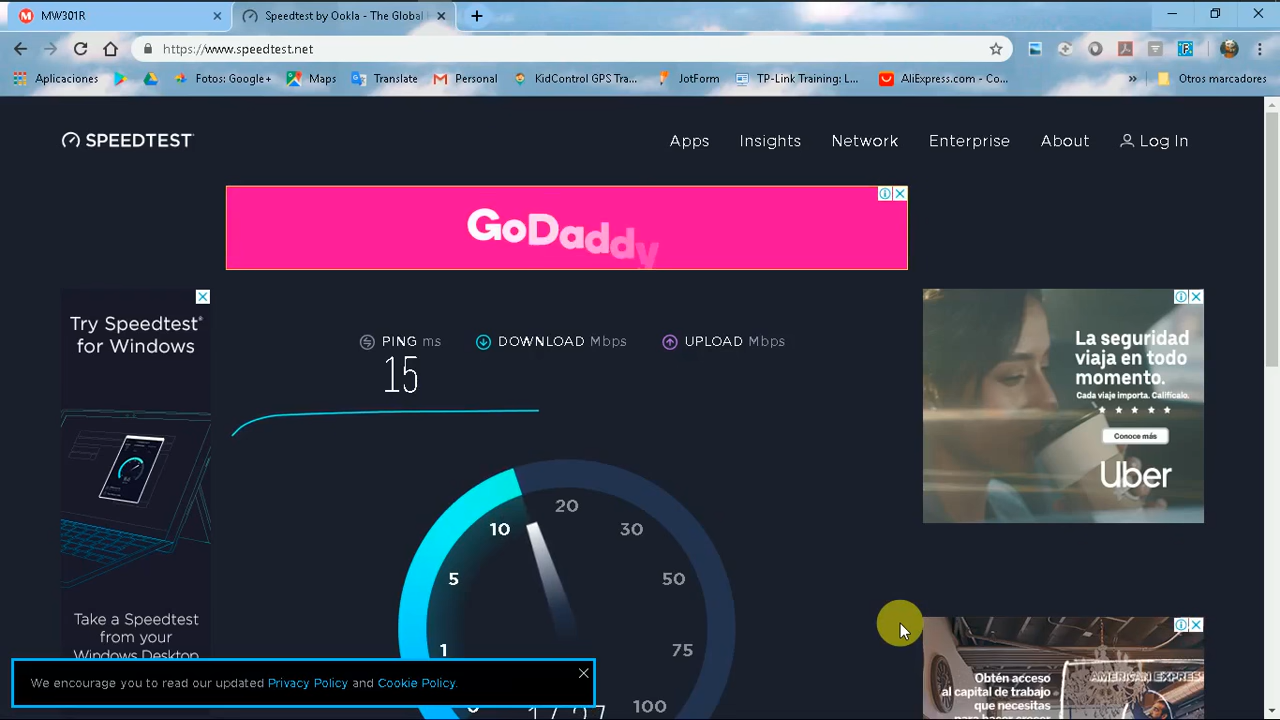 MW301R
Speedtest by Ookla - The Global
https://www.speedtest.net
Aplicaciones
Fotos: Google+
Maps
Translate
Personal
KidControl GPS Tra...
JotForm
TP-Link Training: L...
AliExpress.com - Co...
»
Otros marcadores
SPEEDTEST
Apps
Insights
Network
Enterprise
About
Log In
GoDaddy
Try Speedtest®
for Windows
Take a Speedtest
from your
Windows Desktop
PING ms
DOWNLOAD Mbps
UPLOAD Mbps
15
0
1
5
10
20
30
50
75
100
La seguridad
viaja en todo
momento.
Cada viaje importa. Califícalo.
Conoce más
Uber
Obtén acceso
al capital de trabajo
que necesitas
AMERICAN EXPRESS
We encourage you to read our updated Privacy Policy and Cookie Policy.